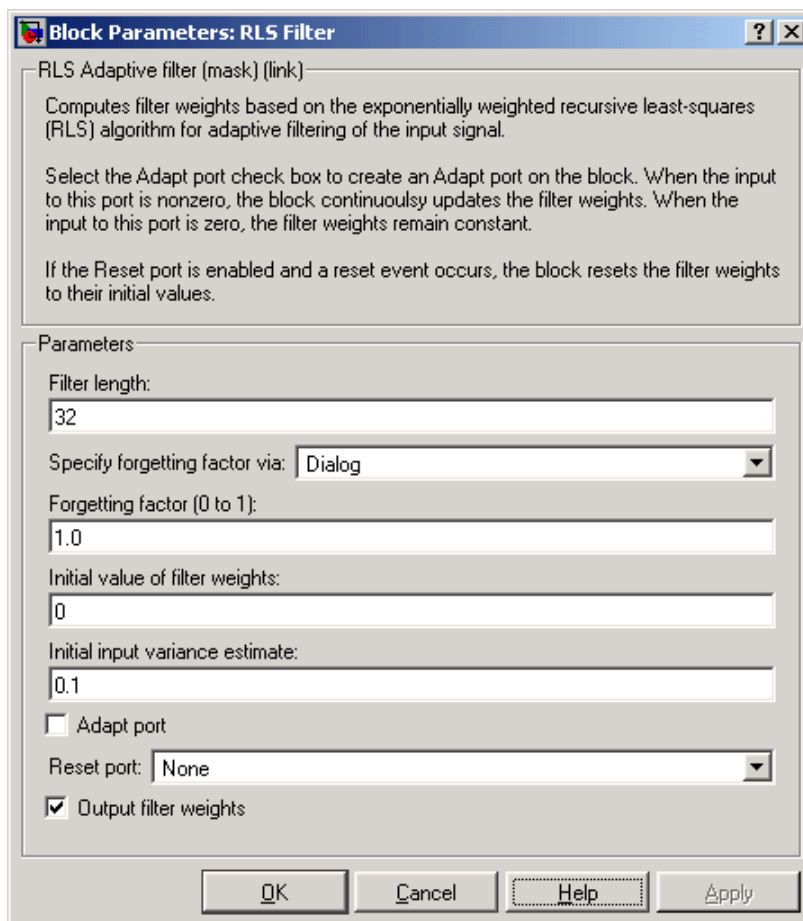 Block Parameters: RLS Filter
RLS Adaptive filter (mask) (link)
Computes filter weights based on the exponentially weighted recursive least-squares
(RLS) algorithm for adaptive filtering of the input signal.
Select the Adapt port check box to create an Adapt port on the block. When the input
to this port is nonzero, the block continuoulsy updates the filter weights. When the
input to this port is zero, the filter weights remain constant.
If the Reset port is enabled and a reset event occurs, the block resets the filter weights
to their initial values.
Parameters
Filter length:
32
Specify forgetting factor via: Dialog
Forgetting factor (0 to 1):
1.0
Initial value of filter weights:
0
Initial input variance estimate:
0.1
Adapt port
Reset port: None
Output filter weights
OK Cancel Help Apply